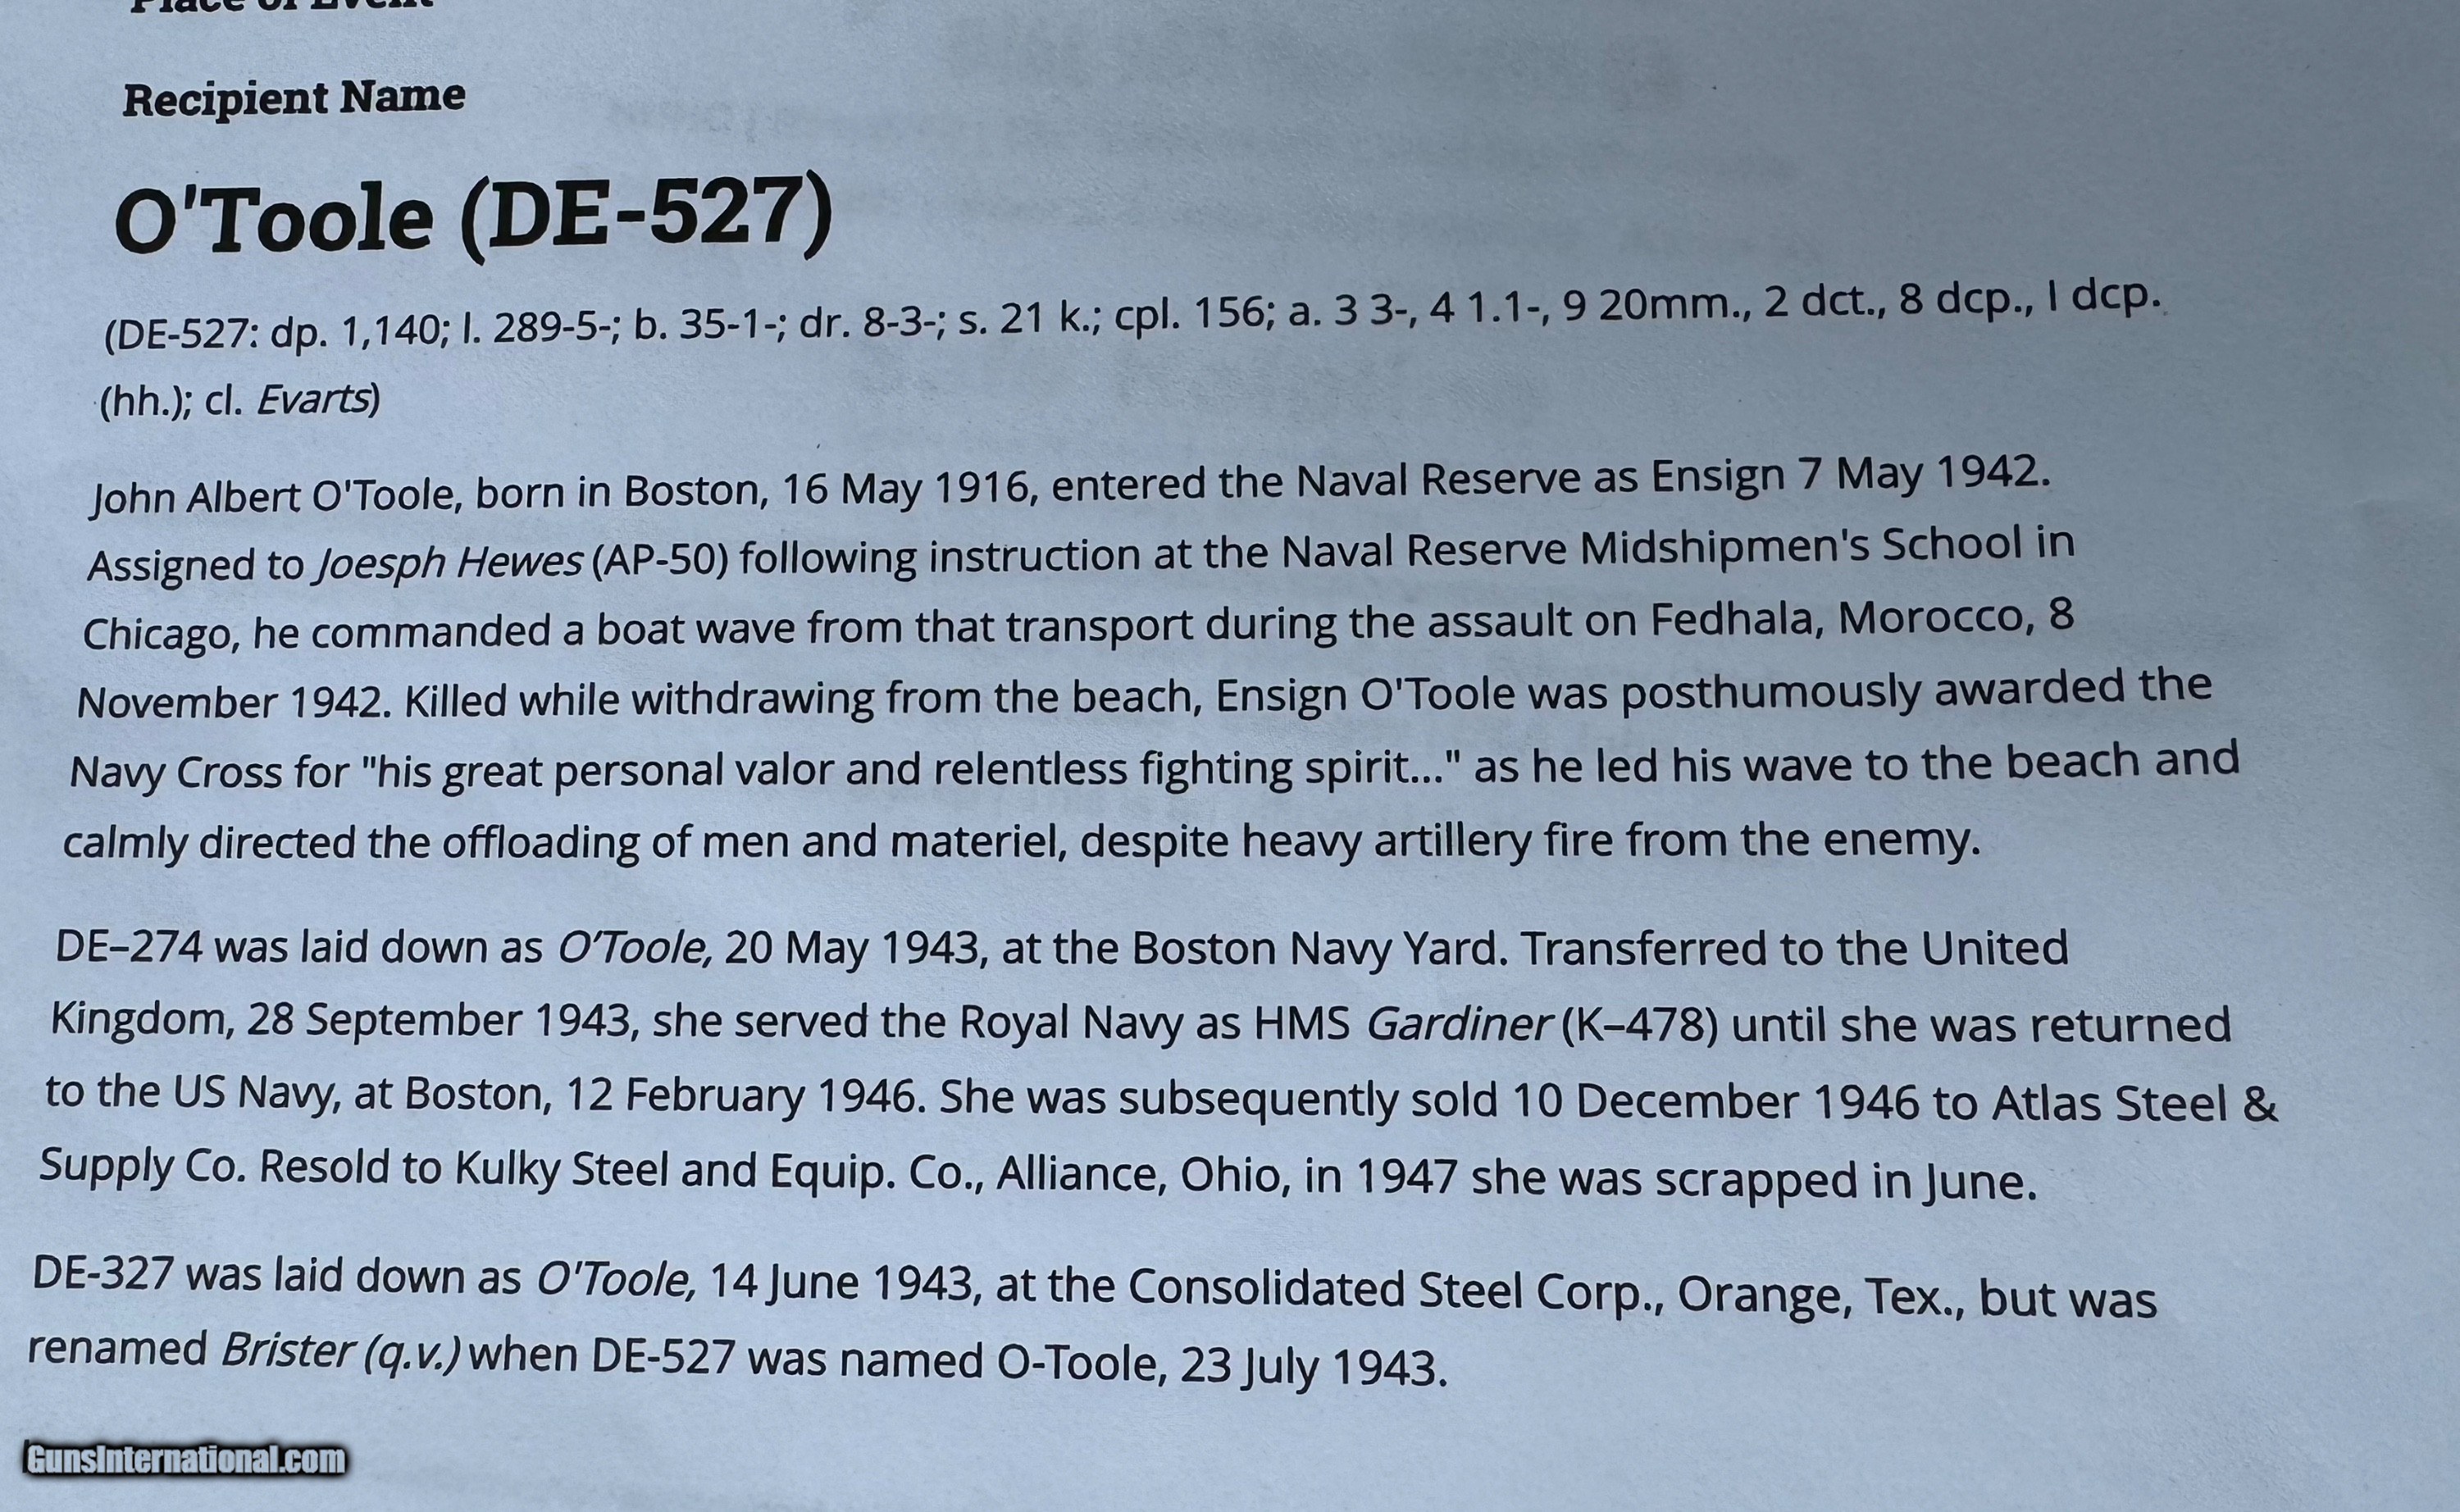 Place of Event
Recipient Name
O'Toole (DE-527)
(DE-527: dp. 1,140; l. 289-5-; b. 35-1-; dr. 8-3-; s. 21 k.; cpl. 156; a. 3 3-, 4 1.1-, 9 20mm., 2 dct., 8 dcp., l dcp.
(hh.); cl. Evarts)
John Albert O'Toole, born in Boston, 16 May 1916, entered the Naval Reserve as Ensign 7 May 1942.
Assigned to Joesph Hewes (AP-50) following instruction at the Naval Reserve Midshipmen's School in
Chicago, he commanded a boat wave from that transport during the assault on Fedhala, Morocco, 8
November 1942. Killed while withdrawing from the beach, Ensign O'Toole was posthumously awarded the
Navy Cross for "his great personal valor and relentless fighting spirit..." as he led his wave to the beach and
calmly directed the offloading of men and materiel, despite heavy artillery fire from the enemy.
DE–274 was laid down as O'Toole, 20 May 1943, at the Boston Navy Yard. Transferred to the United
Kingdom, 28 September 1943, she served the Royal Navy as HMS Gardiner (K–478) until she was returned
to the US Navy, at Boston, 12 February 1946. She was subsequently sold 10 December 1946 to Atlas Steel &
Supply Co. Resold to Kulky Steel and Equip. Co., Alliance, Ohio, in 1947 she was scrapped in June.
DE-327 was laid down as O'Toole, 14 June 1943, at the Consolidated Steel Corp., Orange, Tex., but was
renamed Brister (q.v.) when DE-527 was named O-Toole, 23 July 1943.
GunsInternational.com